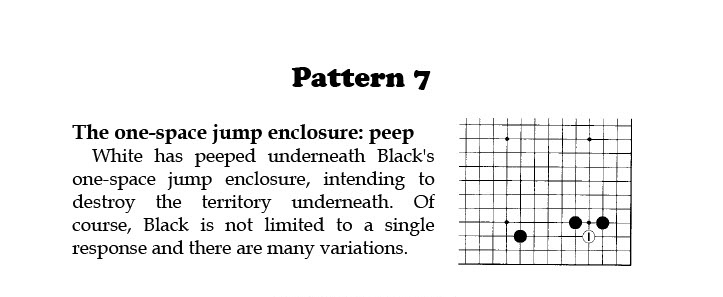 Pattern 7
The one-space jump enclosure: peep
White has peeped underneath Black's
one-space jump enclosure, intending to
destroy the territory underneath. Of
course, Black is not limited to a single
response and there are many variations.
1